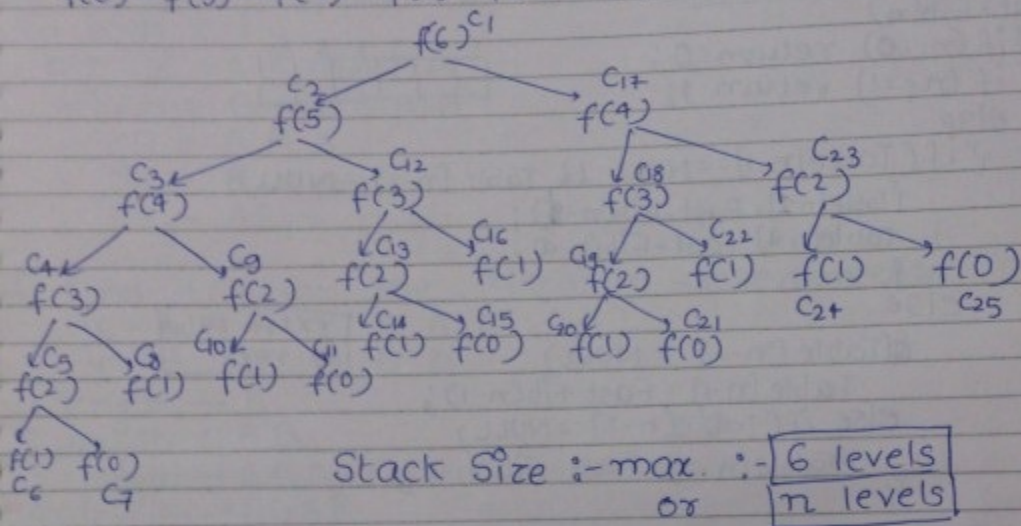 f(6) C1
C2 C17
f(5) f(4)
C3 C12 C18 C23
f(4) f(3) f(3) f(2)
C4 C9 C13 C16 C19 C22
f(3) f(2) f(2) f(1) f(2) f(1) f(1) f(0)
C24 C25
C5 C8 C10 C11 C14 C15 C20 C21
f(2) f(1) f(1) f(0) f(1) f(0) f(1) f(0)
f(1) f(0)
C6 C7
Stack Size :- max. :- 6 levels
or n levels